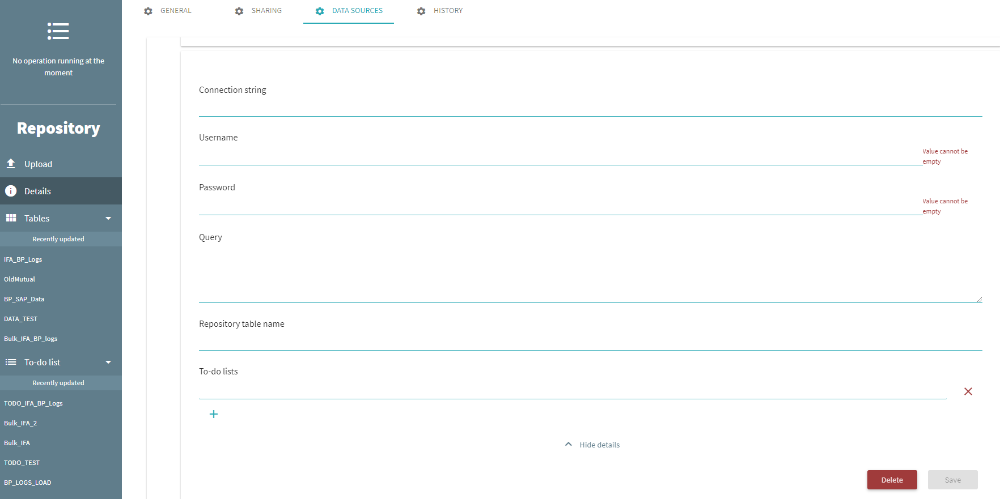 No operation running at the
moment
Repository
Upload
Details
Tables
Recently updated
IFA_BP_Logs
OldMutual
BP_SAP_Data
DATA_TEST
Bulk_IFA_BP_logs
To-do list
Recently updated
TODO_IFA_BP_Logs
Bulk_IFA_2
Bulk_IFA
TODO_TEST
BP_LOGS_LOAD
GENERAL
SHARING
DATA SOURCES
HISTORY
Connection string
Username
Value cannot be
empty
Password
Value cannot be
empty
Query
Repository table name
To-do lists
Hide details
Delete
Save